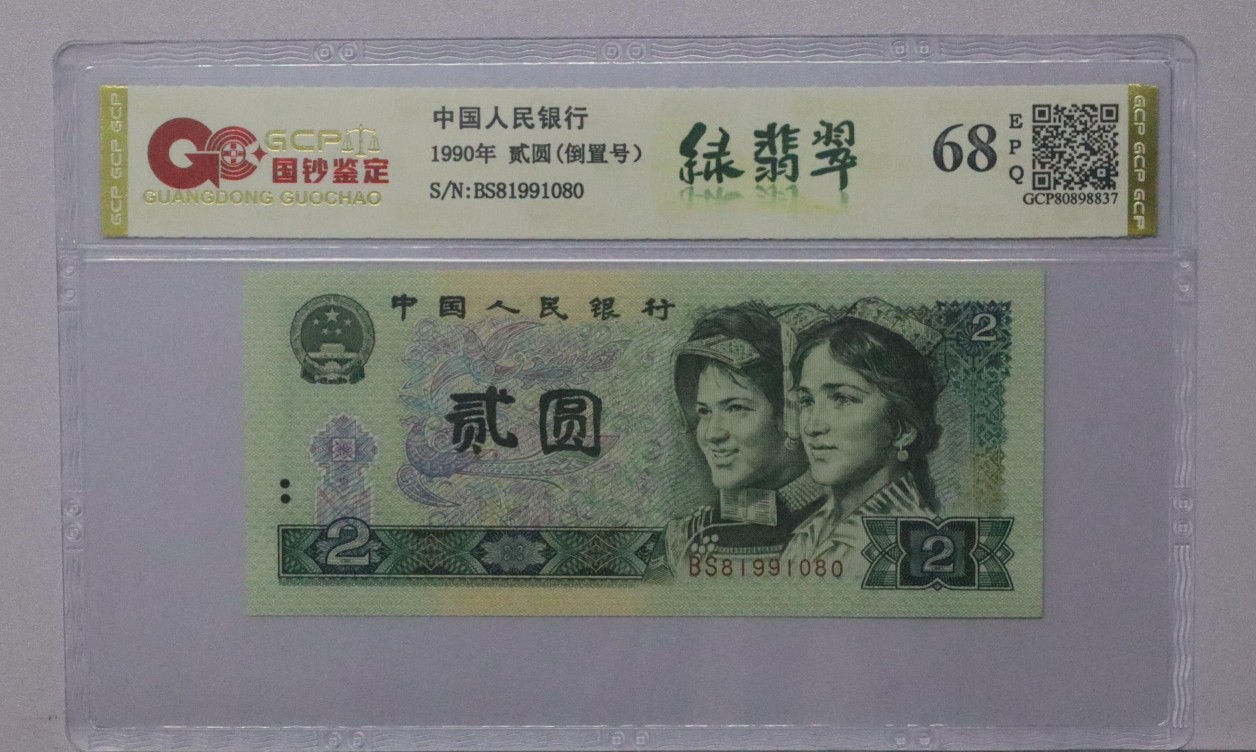 GCP GCP GCP
GCP
国钞鉴定
GUANGDONG GUOCHAO
中国人民银行
1990年 贰圆(倒置号)
S/N:BS81991080
绿翡翠
68
EPQ
GCP80898837
GCP GCP GCP
中国人民银行
贰圆
2
2
BS81991080
2